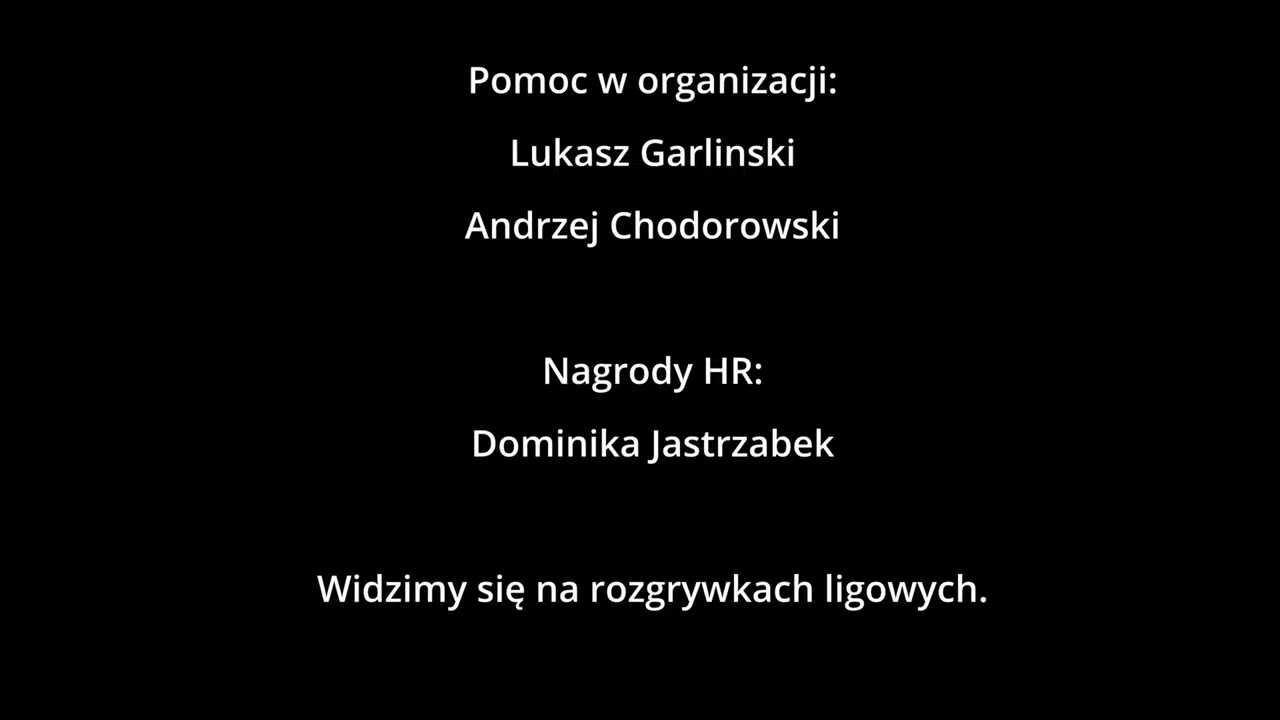 Pomoc w organizacji:
Lukasz Garlinski
Andrzej Chodorowski
Nagrody HR:
Dominika Jastrzabek
Widzimy się na rozgrywkach ligowych.